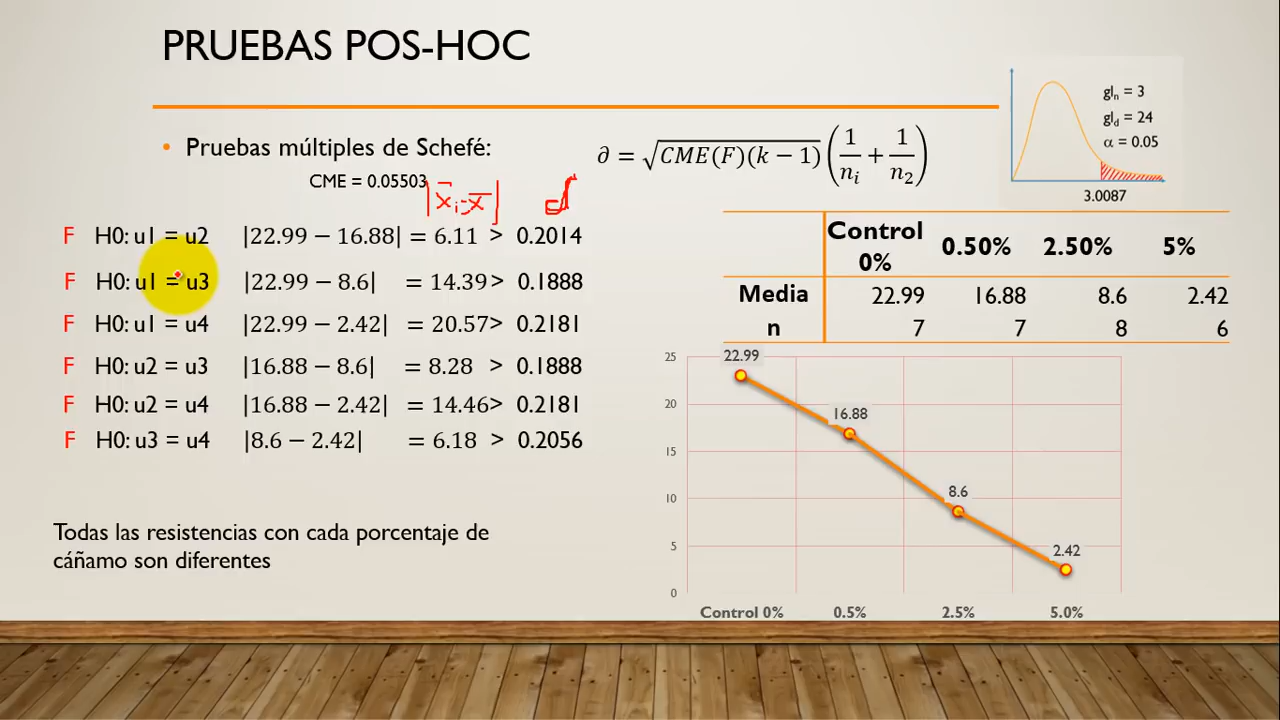 PRUEBAS POS-HOC
• Pruebas múltiples de Schefé:
CME = 0.05503
∂ = √CME(F)(k − 1) (1/nᵢ + 1/n₂)
glₙ = 3
gl_d = 24
α = 0.05
3.0087
|x̄ᵢ-x̄| d
F H0: u1 = u2 |22.99 − 16.88| = 6.11 > 0.2014
F H0: u1 = u3 |22.99 − 8.6| = 14.39 > 0.1888
F H0: u1 = u4 |22.99 − 2.42| = 20.57 > 0.2181
F H0: u2 = u3 |16.88 − 8.6| = 8.28 > 0.1888
F H0: u2 = u4 |16.88 − 2.42| = 14.46 > 0.2181
F H0: u3 = u4 |8.6 − 2.42| = 6.18 > 0.2056
Todas las resistencias con cada porcentaje de
cáñamo son diferentes
Control
0% 0.50% 2.50% 5%
Media 22.99 16.88 8.6 2.42
n 7 7 8 6
25
20
15
10
5
0
22.99
16.88
8.6
2.42
Control 0% 0.5% 2.5% 5.0%